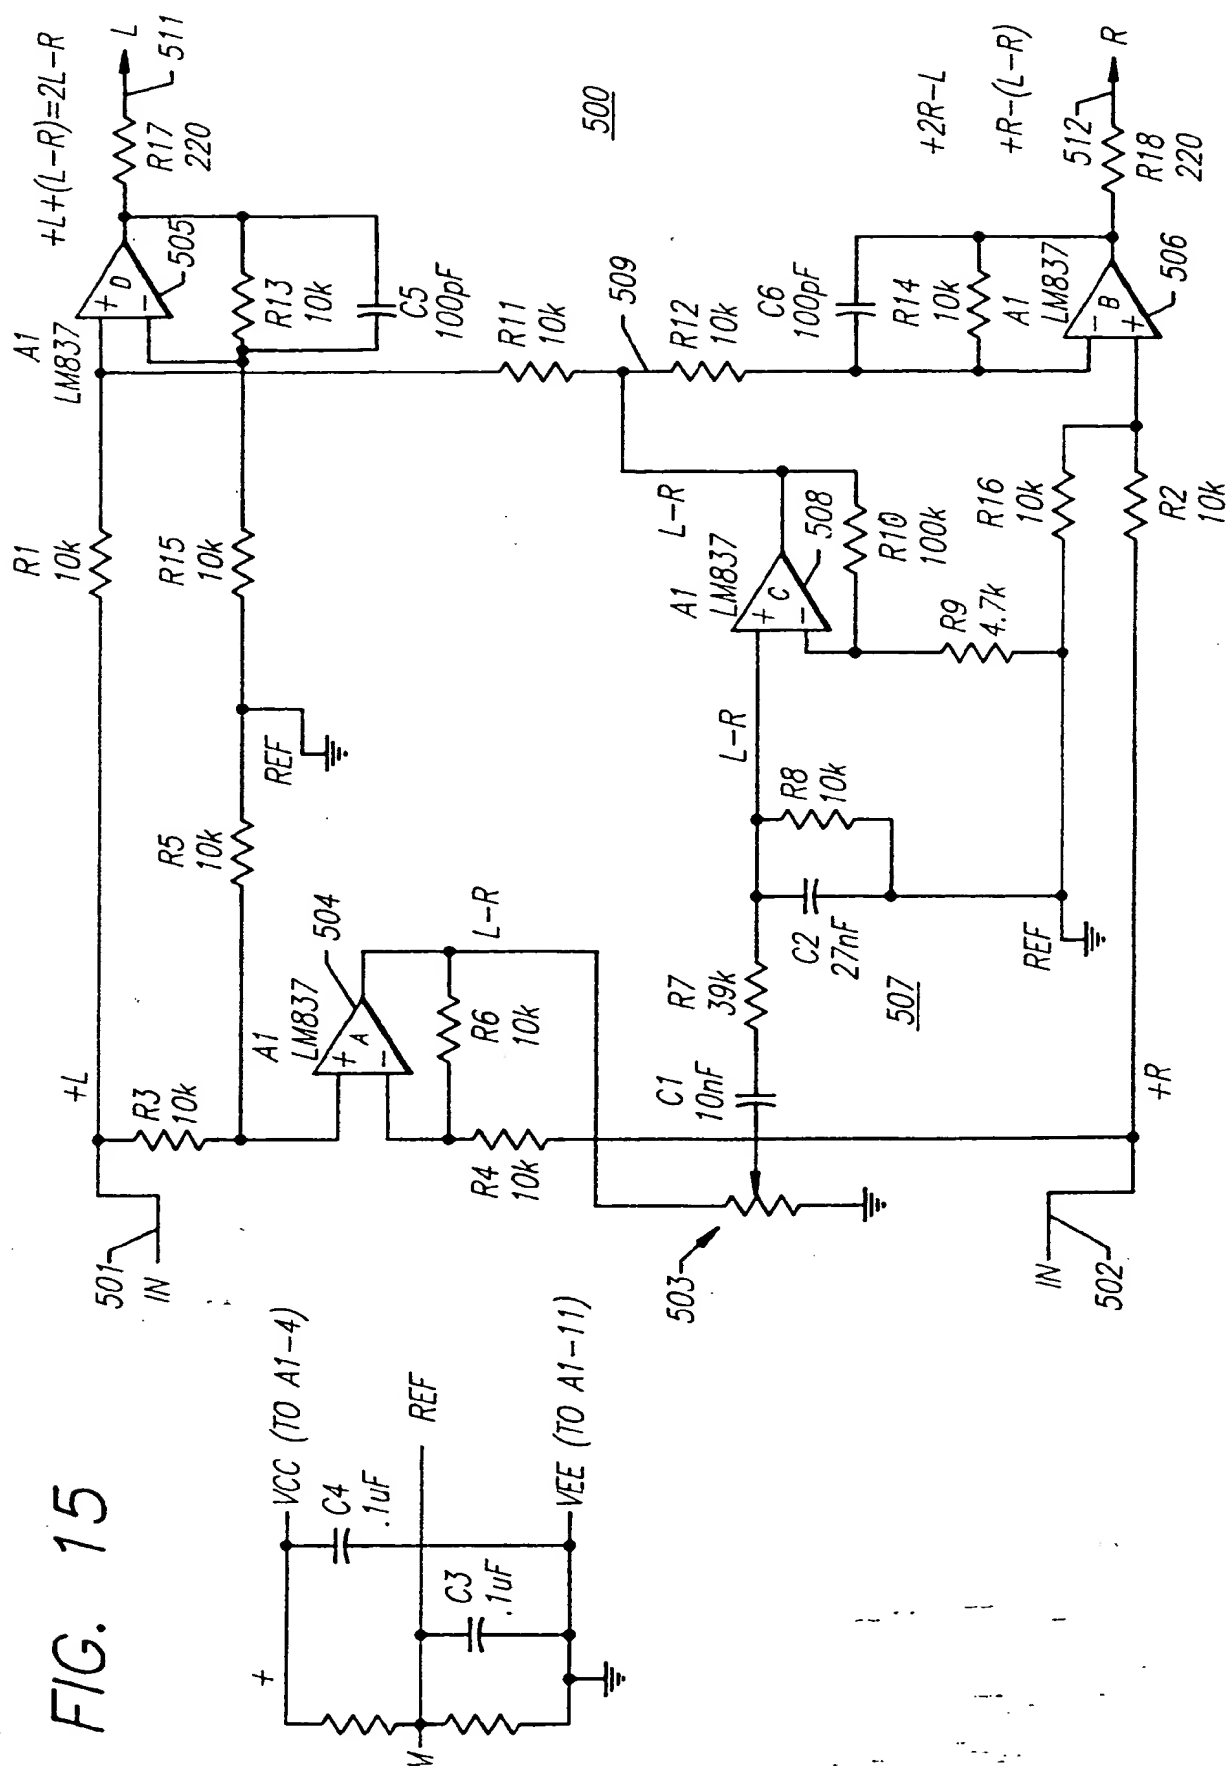 FIG. 15
+L+(L-R)=2L-R
A1
LM837
+
D
-
505
R17
220
L
511
R1
10k
R15
10k
R13
10k
C5
100pF
+L
501
IN
R3
10k
R5
10k
REF
A1
LM837
+
A
-
504
R6
10k
L-R
R4
10k
500
R11
10k
509
R12
10k
L-R
A1
LM837
+
C
-
508
R10
100k
R9
4.7k
503
C1
10nF
R7
39k
L-R
R8
10k
C2
27nF
507
REF
C6
100pF
R14
10k
A1
LM837
-
B
+
506
+2R-L
+R-(L-R)
512
R
R18
220
R16
10k
R2
10k
IN
502
+R
+
VCC (TO A1-4)
C4
.1uF
REF
C3
.1uF
VEE (TO A1-11)